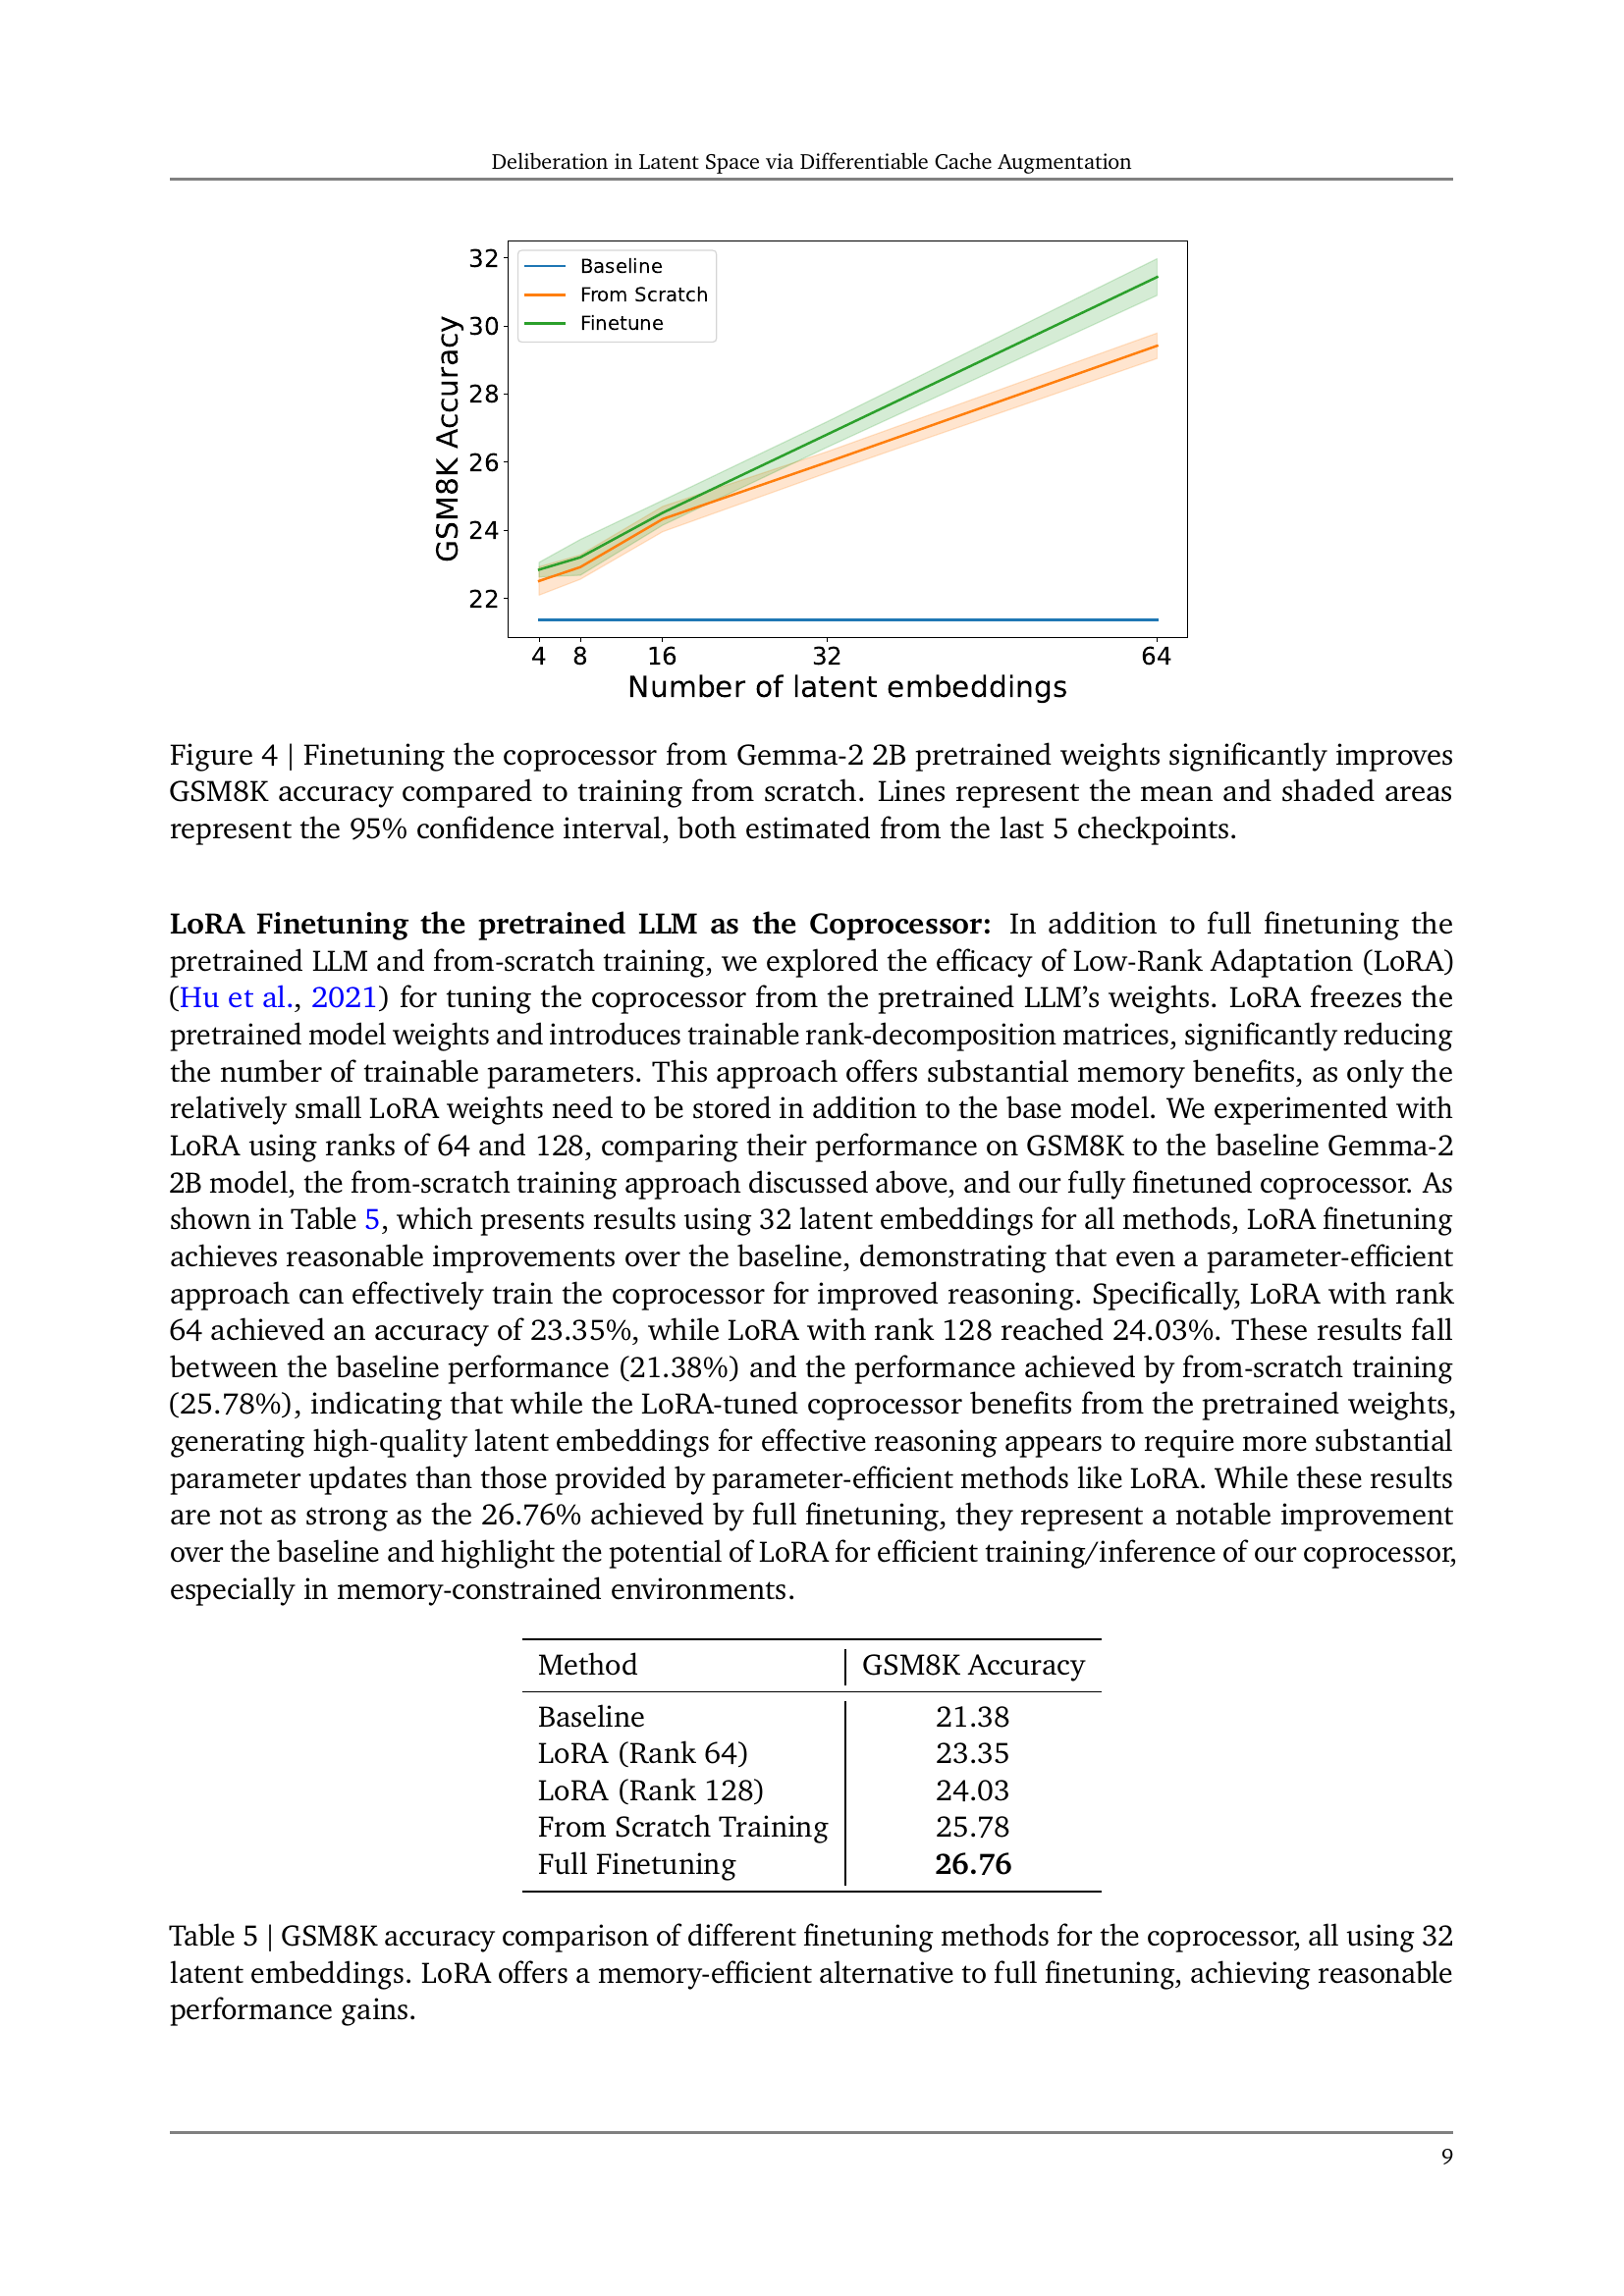 Deliberation in Latent Space via Differentiable Cache Augmentation
32
30
28
26
24
22
GSM8K Accuracy
Baseline
From Scratch
Finetune
4 8 16 32 64
Number of latent embeddings
Figure 4 | Finetuning the coprocessor from Gemma-2 2B pretrained weights significantly improves
GSM8K accuracy compared to training from scratch. Lines represent the mean and shaded areas
represent the 95% confidence interval, both estimated from the last 5 checkpoints.
LoRA Finetuning the pretrained LLM as the Coprocessor: In addition to full finetuning the
pretrained LLM and from-scratch training, we explored the efficacy of Low-Rank Adaptation (LoRA)
(Hu et al., 2021) for tuning the coprocessor from the pretrained LLM's weights. LoRA freezes the
pretrained model weights and introduces trainable rank-decomposition matrices, significantly reducing
the number of trainable parameters. This approach offers substantial memory benefits, as only the
relatively small LoRA weights need to be stored in addition to the base model. We experimented with
LoRA using ranks of 64 and 128, comparing their performance on GSM8K to the baseline Gemma-2
2B model, the from-scratch training approach discussed above, and our fully finetuned coprocessor. As
shown in Table 5, which presents results using 32 latent embeddings for all methods, LoRA finetuning
achieves reasonable improvements over the baseline, demonstrating that even a parameter-efficient
approach can effectively train the coprocessor for improved reasoning. Specifically, LoRA with rank
64 achieved an accuracy of 23.35%, while LoRA with rank 128 reached 24.03%. These results fall
between the baseline performance (21.38%) and the performance achieved by from-scratch training
(25.78%), indicating that while the LoRA-tuned coprocessor benefits from the pretrained weights,
generating high-quality latent embeddings for effective reasoning appears to require more substantial
parameter updates than those provided by parameter-efficient methods like LoRA. While these results
are not as strong as the 26.76% achieved by full finetuning, they represent a notable improvement
over the baseline and highlight the potential of LoRA for efficient training/inference of our coprocessor,
especially in memory-constrained environments.
Method GSM8K Accuracy
Baseline 21.38
LoRA (Rank 64) 23.35
LoRA (Rank 128) 24.03
From Scratch Training 25.78
Full Finetuning 26.76
Table 5 | GSM8K accuracy comparison of different finetuning methods for the coprocessor, all using 32
latent embeddings. LoRA offers a memory-efficient alternative to full finetuning, achieving reasonable
performance gains.
9